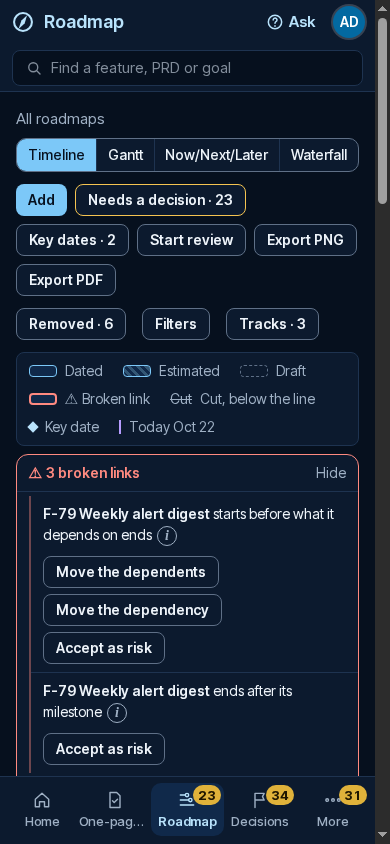 Roadmap
Ask
AD
Find a feature, PRD or goal
All roadmaps
Timeline Gantt Now/Next/Later Waterfall
Add Needs a decision · 23
Key dates · 2 Start review Export PNG
Export PDF
Removed · 6 Filters Tracks · 3
Dated Estimated Draft
⚠ Broken link Cut Cut, below the line
Key date Today Oct 22
⚠ 3 broken links Hide
F-79 Weekly alert digest starts before what it
depends on ends i
Move the dependents
Move the dependency
Accept as risk
F-79 Weekly alert digest ends after its
milestone i
Accept as risk
23 34 31
Home One-pag… Roadmap Decisions More